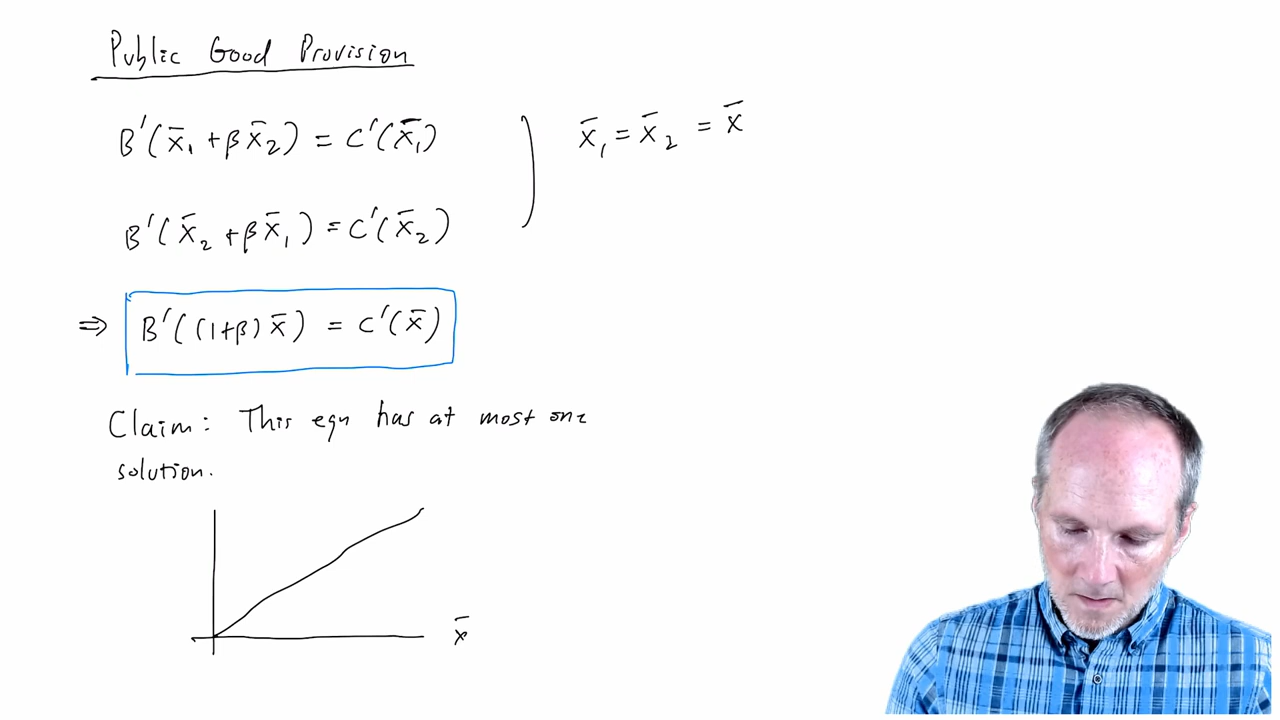 Public Good Provision
B′(x̄₁ + βx̄₂) = C′(x̄₁)
x̄₁ = x̄₂ = x̄
B′(x̄₂ + βx̄₁) = C′(x̄₂)
⇒ B′((1+β)x̄) = C′(x̄)
Claim: This eqn has at most one
solution.
x̄